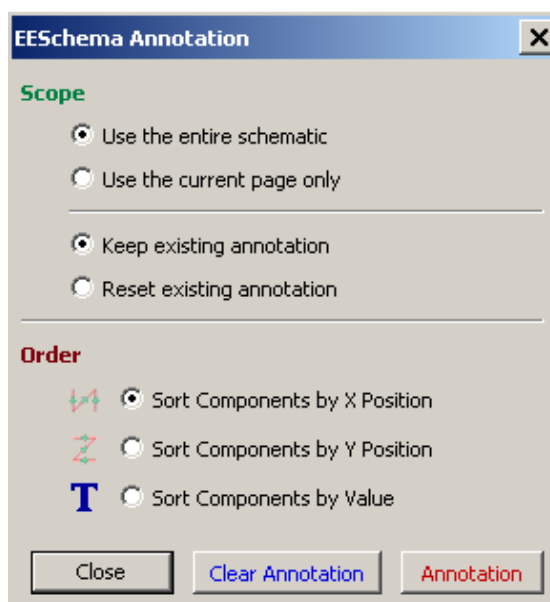 EESchema Annotation
Scope
Use the entire schematic
Use the current page only
Keep existing annotation
Reset existing annotation
Order
Sort Components by X Position
Sort Components by Y Position
T Sort Components by Value
Close Clear Annotation Annotation